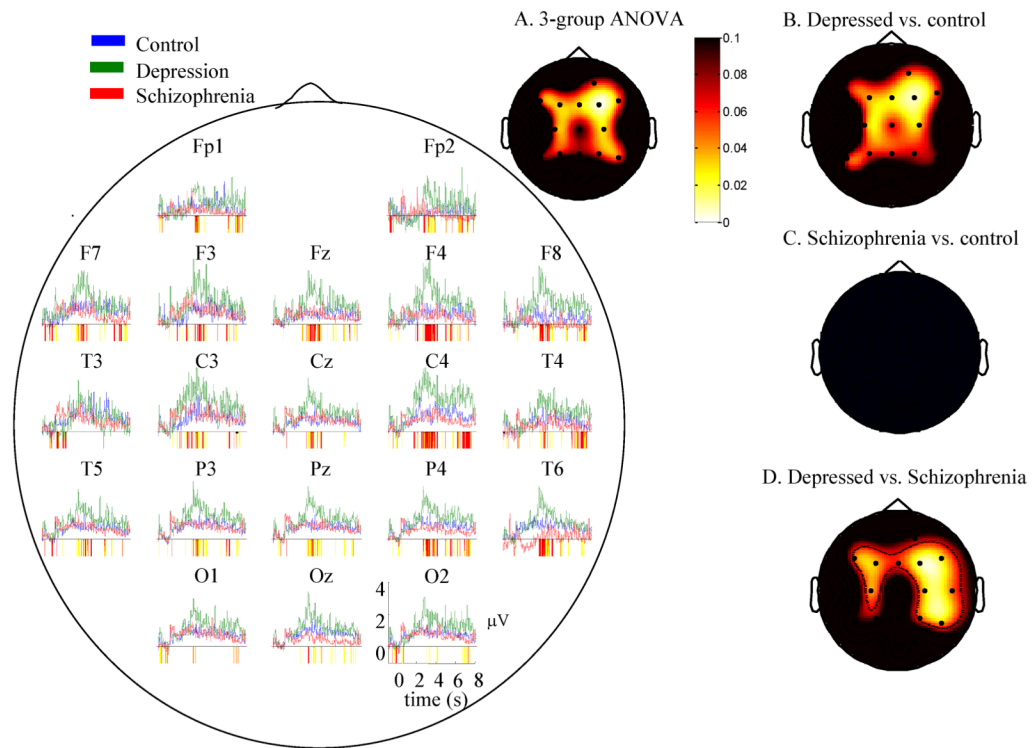 Control
Depression
Schizophrenia
A. 3-group ANOVA
0.1
0.08
0.06
0.04
0.02
0
B. Depressed vs. control
C. Schizophrenia vs. control
D. Depressed vs. Schizophrenia
Fp1 Fp2
F7 F3 Fz F4 F8
T3 C3 Cz C4 T4
T5 P3 Pz P4 T6
O1 Oz O2
4
2
0
μV
0 2 4 6 8
time (s)